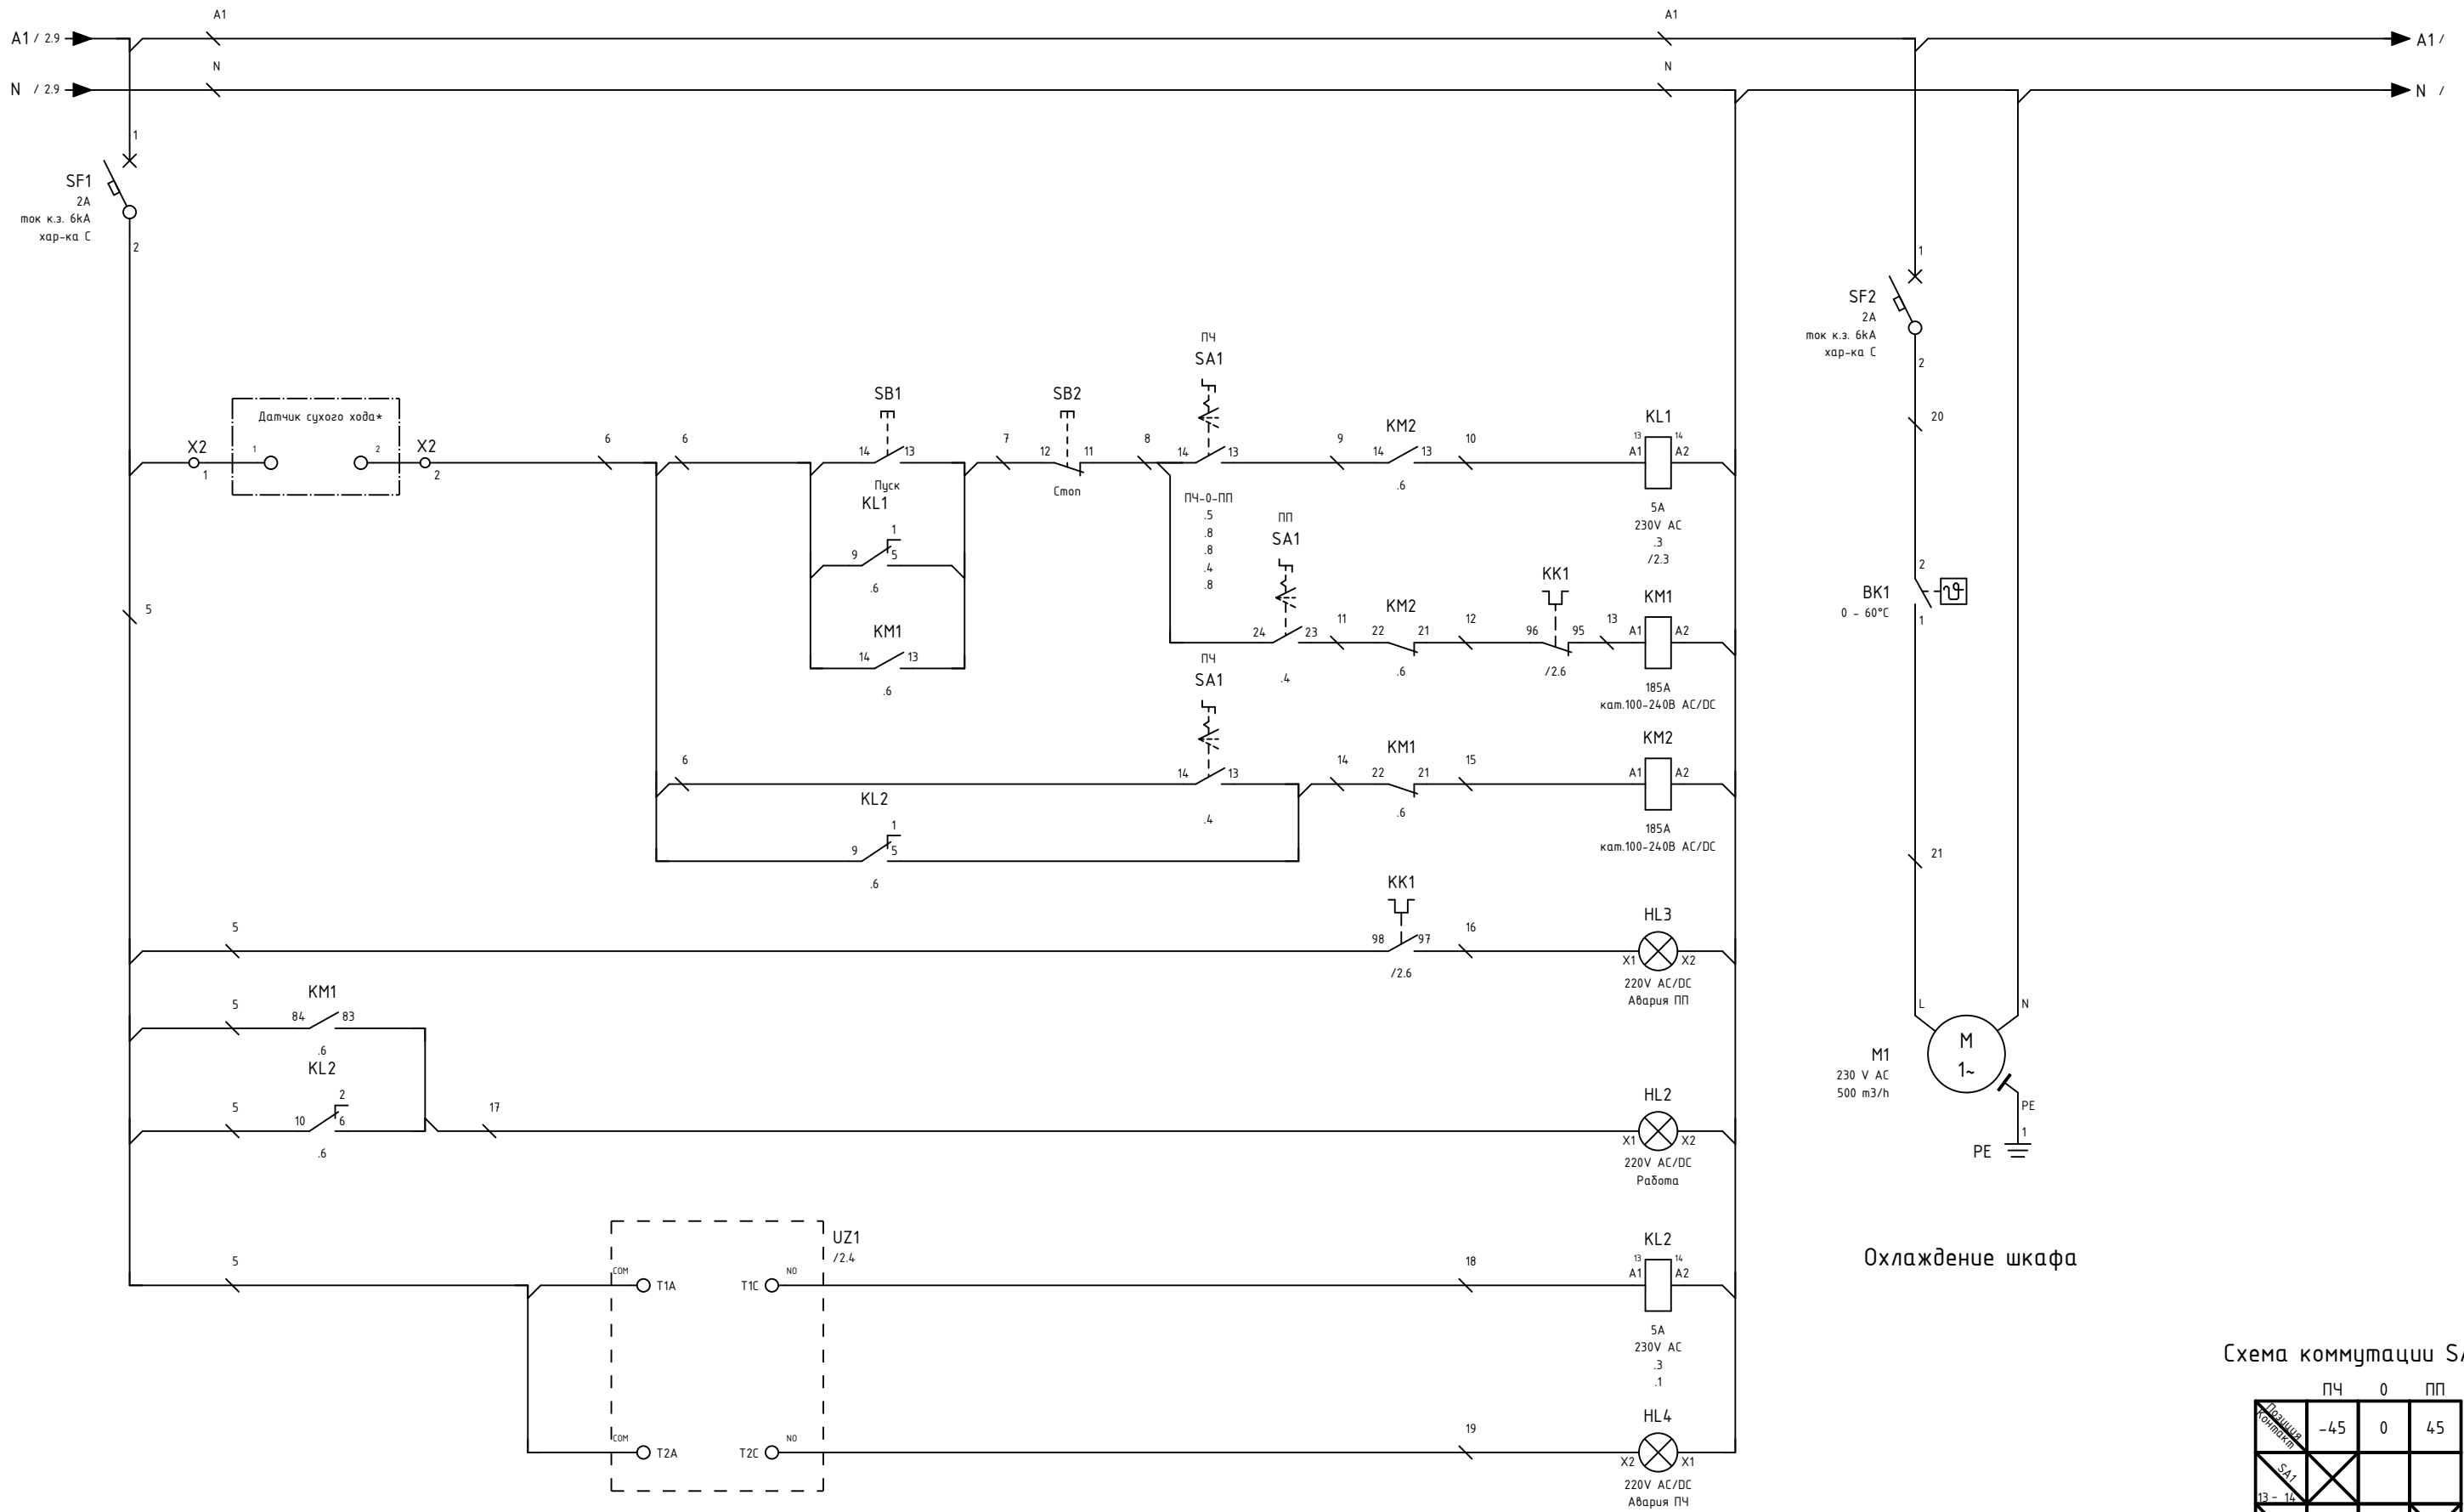 A1
A1
A1 / 2.9
A1 /
N
N
N / 2.9
N /
1
SF1
2A
ток к.з. 6kA
хар-ка C
2
1
SF2
2A
ток к.з. 6kA
хар-ка C
2
20
ПЧ
SA1
SB1
SB2
Датчик сухого хода*
X2
1
2
X2
1
2
6
6
14
13
Пуск
7
12
11
Стоп
8
14
13
9
KM2
14
13
.6
10
KL1
13
14
A1
A2
5A
230V AC
.3
/2.3
ПЧ-0-ПП
.5
.8
.8
.4
.8
KL1
1
9
5
.6
ПП
SA1
KM1
14
13
.6
24
23
.4
11
KM2
22
21
.6
12
KK1
96
95
/2.6
13
KM1
A1
A2
185A
кат.100-240В AC/DC
5
2
BK1
0 - 60°C
1
ПЧ
SA1
6
14
13
.4
14
KM1
22
21
.6
15
KM2
A1
A2
185A
кат.100-240В AC/DC
KL2
1
9
5
.6
21
5
KK1
98
97
/2.6
16
HL3
X1
X2
220V AC/DC
Авария ПП
KM1
5
84
83
.6
KL2
5
2
10
6
.6
17
HL2
X1
X2
220V AC/DC
Работа
L
N
M
1~
M1
230 V AC
500 m3/h
PE
1
PE
Охлаждение шкафа
5
UZ1
/2.4
COM
T1A
T1C
NO
18
KL2
13
14
A1
A2
5A
230V AC
.3
.1
COM
T2A
T2C
NO
19
HL4
X2
X1
220V AC/DC
Авария ПЧ
Схема коммутации
ПЧ 0 ПП
Позиция
Контакт
-45 0 45
SA1
13 - 14